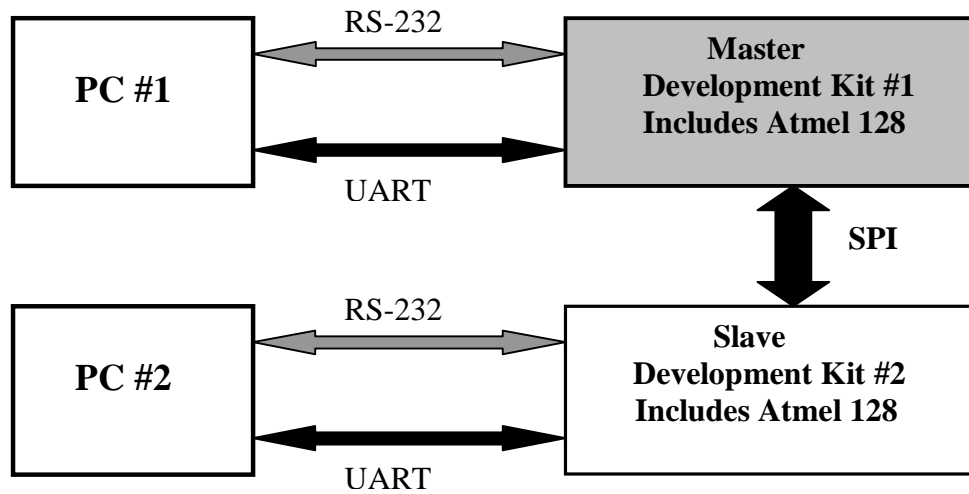 RS-232
PC #1
Master
Development Kit #1
Includes Atmel 128
UART
SPI
RS-232
PC #2
Slave
Development Kit #2
Includes Atmel 128
UART